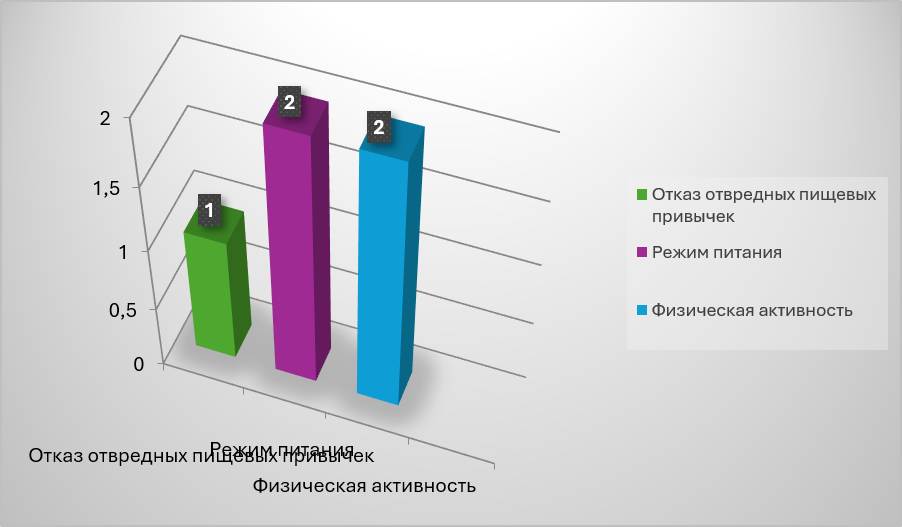 2
1,5
1
0,5
0
1
2
2
Отказ отвредных пищевых привычек
Режим питания
Физическая активность
Отказ отвредных пищевых
привычек
Режим питания
Физическая активность